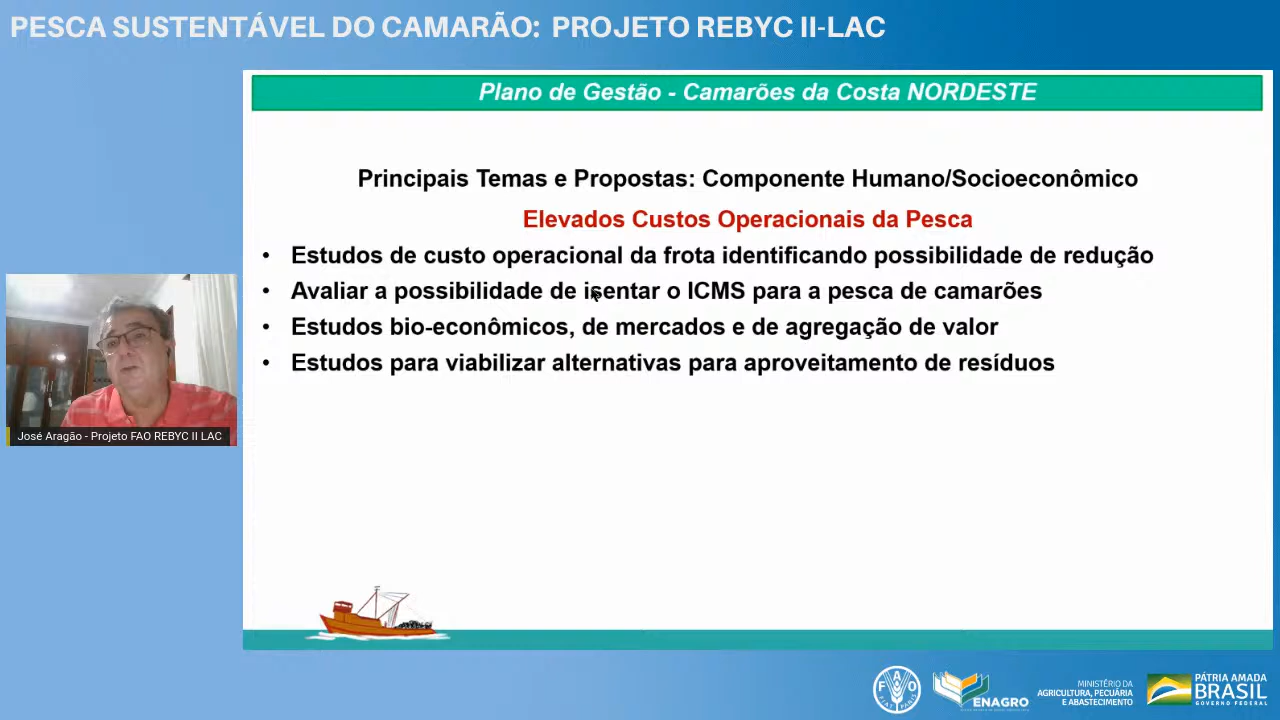 PESCA SUSTENTÁVEL DO CAMARÃO: PROJETO REBYC II-LAC
Plano de Gestão - Camarões da Costa NORDESTE
Principais Temas e Propostas: Componente Humano/Socioeconômico
Elevados Custos Operacionais da Pesca
• Estudos de custo operacional da frota identificando possibilidade de redução
• Avaliar a possibilidade de isentar o ICMS para a pesca de camarões
• Estudos bio-econômicos, de mercados e de agregação de valor
• Estudos para viabilizar alternativas para aproveitamento de resíduos
José Aragão - Projeto FAO REBYC II LAC
FAO
FIAT PANIS
ENAGRO
MINISTÉRIO DA
AGRICULTURA, PECUÁRIA
E ABASTECIMENTO
PÁTRIA AMADA
BRASIL
GOVERNO FEDERAL